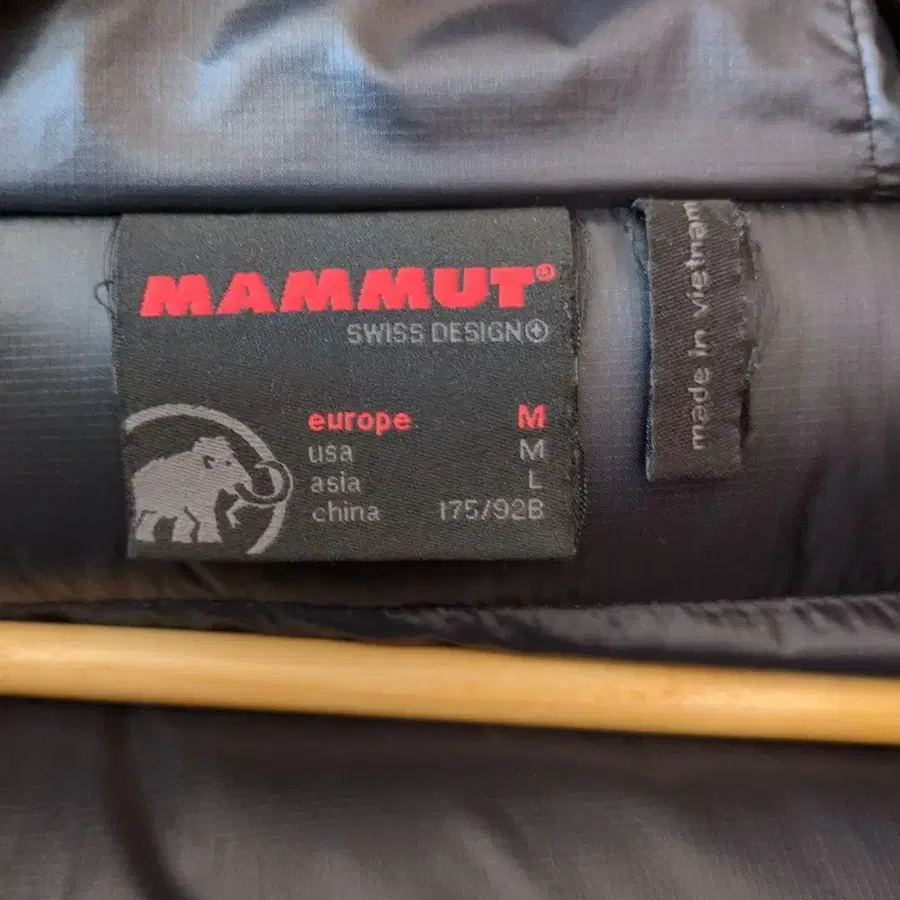 MAMMUT®
SWISS DESIGN
europe M
usa M
asia L
china 175/92B
made in vietnam